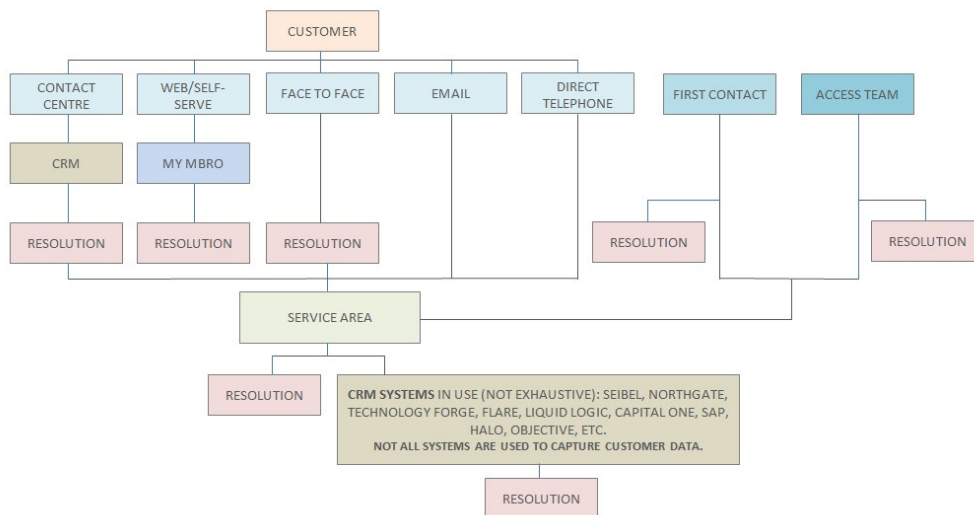 CUSTOMER
CONTACT
CENTRE
WEB/SELF-
SERVE
FACE TO FACE
EMAIL
DIRECT
TELEPHONE
FIRST CONTACT
ACCESS TEAM
CRM
MY MBRO
RESOLUTION
RESOLUTION
RESOLUTION
RESOLUTION
RESOLUTION
SERVICE AREA
RESOLUTION
CRM SYSTEMS IN USE (NOT EXHAUSTIVE): SEIBEL, NORTHGATE,
TECHNOLOGY FORGE, FLARE, LIQUID LOGIC, CAPITAL ONE, SAP,
HALO, OBJECTIVE, ETC.
NOT ALL SYSTEMS ARE USED TO CAPTURE CUSTOMER DATA.
RESOLUTION